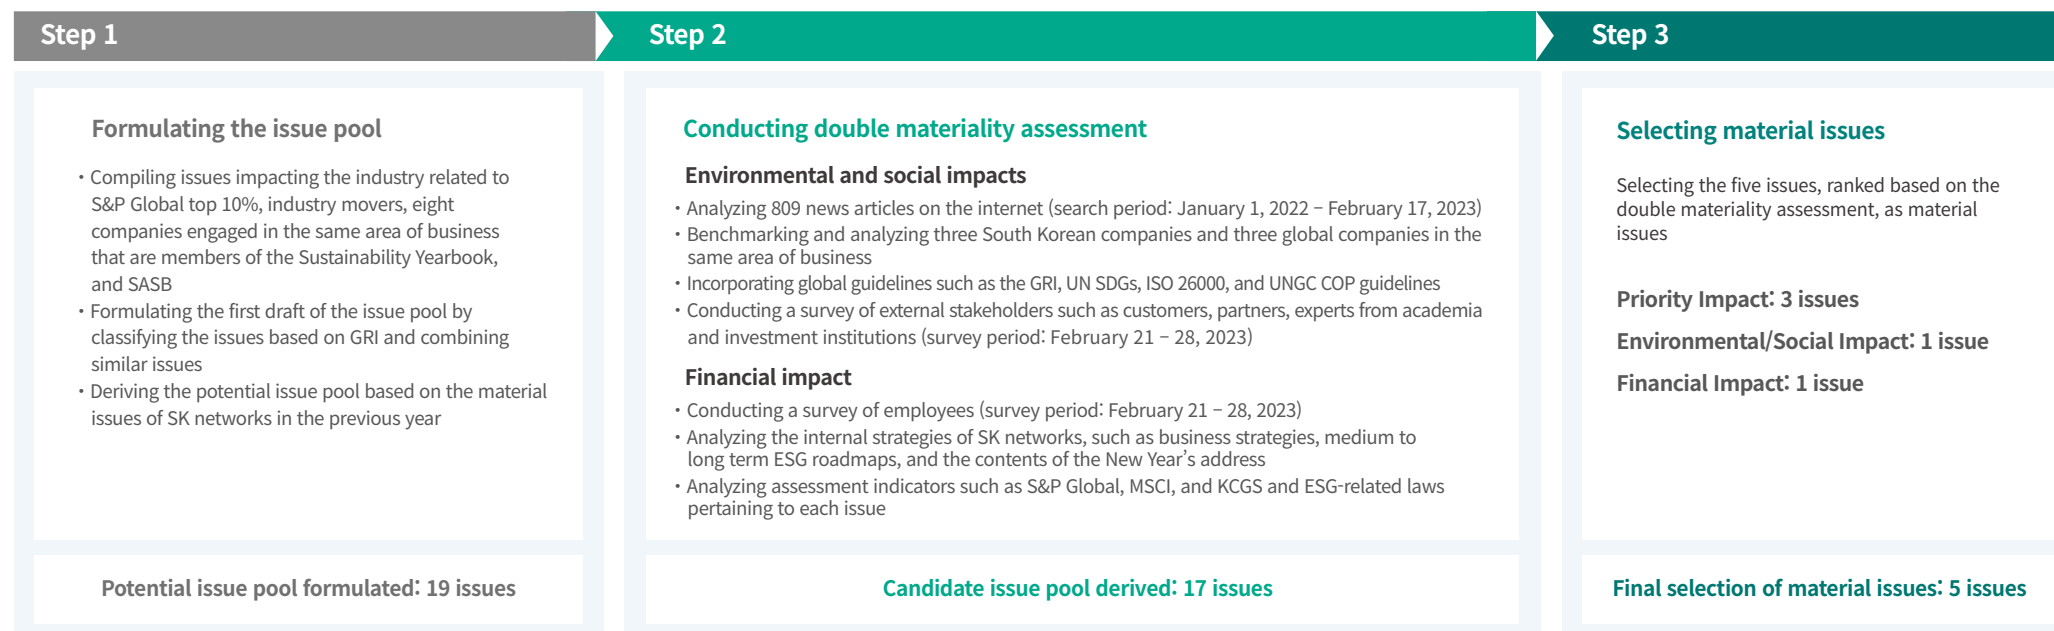 Step 1
Formulating the issue pool
・Compiling issues impacting the industry related to
S&P Global top 10%, industry movers, eight
companies engaged in the same area of business
that are members of the Sustainability Yearbook,
and SASB
・Formulating the first draft of the issue pool by
classifying the issues based on GRI and combining
similar issues
・Deriving the potential issue pool based on the material
issues of SK networks in the previous year
Potential issue pool formulated: 19 issues
Step 2
Conducting double materiality assessment
Environmental and social impacts
・Analyzing 809 news articles on the internet (search period: January 1, 2022 – February 17, 2023)
・Benchmarking and analyzing three South Korean companies and three global companies in the
same area of business
・Incorporating global guidelines such as the GRI, UN SDGs, ISO 26000, and UNGC COP guidelines
・Conducting a survey of external stakeholders such as customers, partners, experts from academia
and investment institutions (survey period: February 21 – 28, 2023)
Financial impact
・Conducting a survey of employees (survey period: February 21 – 28, 2023)
・Analyzing the internal strategies of SK networks, such as business strategies, medium to
long term ESG roadmaps, and the contents of the New Year's address
・Analyzing assessment indicators such as S&P Global, MSCI, and KCGS and ESG-related laws
pertaining to each issue
Candidate issue pool derived: 17 issues
Step 3
Selecting material issues
Selecting the five issues, ranked based on the
double materiality assessment, as material
issues
Priority Impact: 3 issues
Environmental/Social Impact: 1 issue
Financial Impact: 1 issue
Final selection of material issues: 5 issues